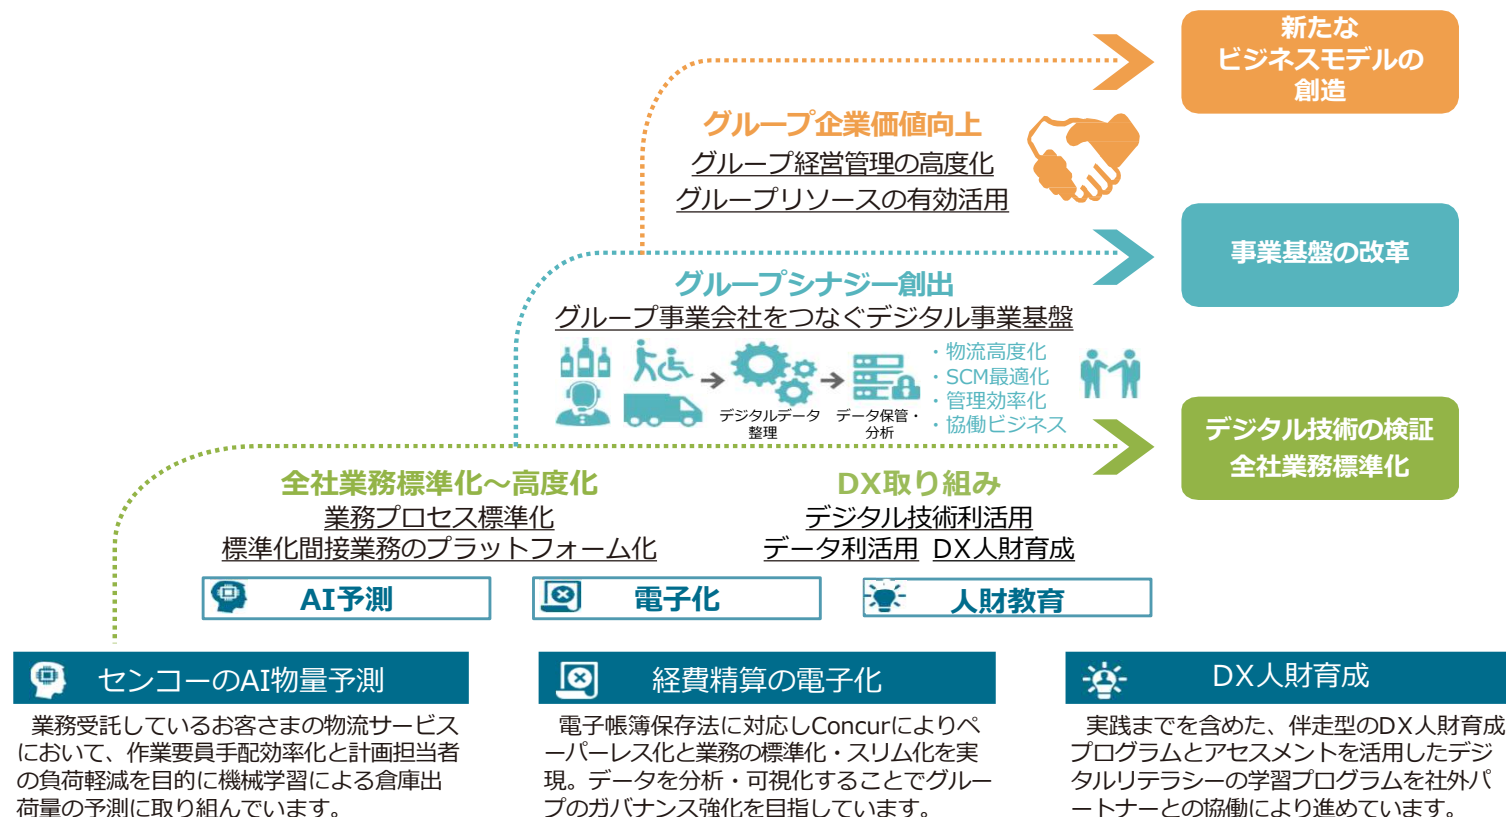 新たな
ビジネスモデルの
創造
グループ企業価値向上
グループ経営管理の高度化
グループリソースの有効活用
事業基盤の改革
グループシナジー創出
グループ事業会社をつなぐデジタル事業基盤
デジタルデータ
整理
データ保管・
分析
・物流高度化
・SCM最適化
・管理効率化
・協働ビジネス
デジタル技術の検証
全社業務標準化
全社業務標準化～高度化
業務プロセス標準化
標準化間接業務のプラットフォーム化
DX取り組み
デジタル技術利活用
データ利活用 DX人財育成
AI予測
電子化
人財教育
センコーのAI物量予測
業務受託しているお客さまの物流サービス
において、作業要員手配効率化と計画担当者
の負荷軽減を目的に機械学習による倉庫出
荷量の予測に取り組んでいます。
経費精算の電子化
電子帳簿保存法に対応しConcurによりペ
ーパーレス化と業務の標準化・スリム化を実
現。データを分析・可視化することでグルー
プのガバナンス強化を目指しています。
DX人財育成
実践までを含めた、伴走型のDX人財育成
プログラムとアセスメントを活用したデジ
タルリテラシーの学習プログラムを社外パ
ートナーとの協働により進めています。